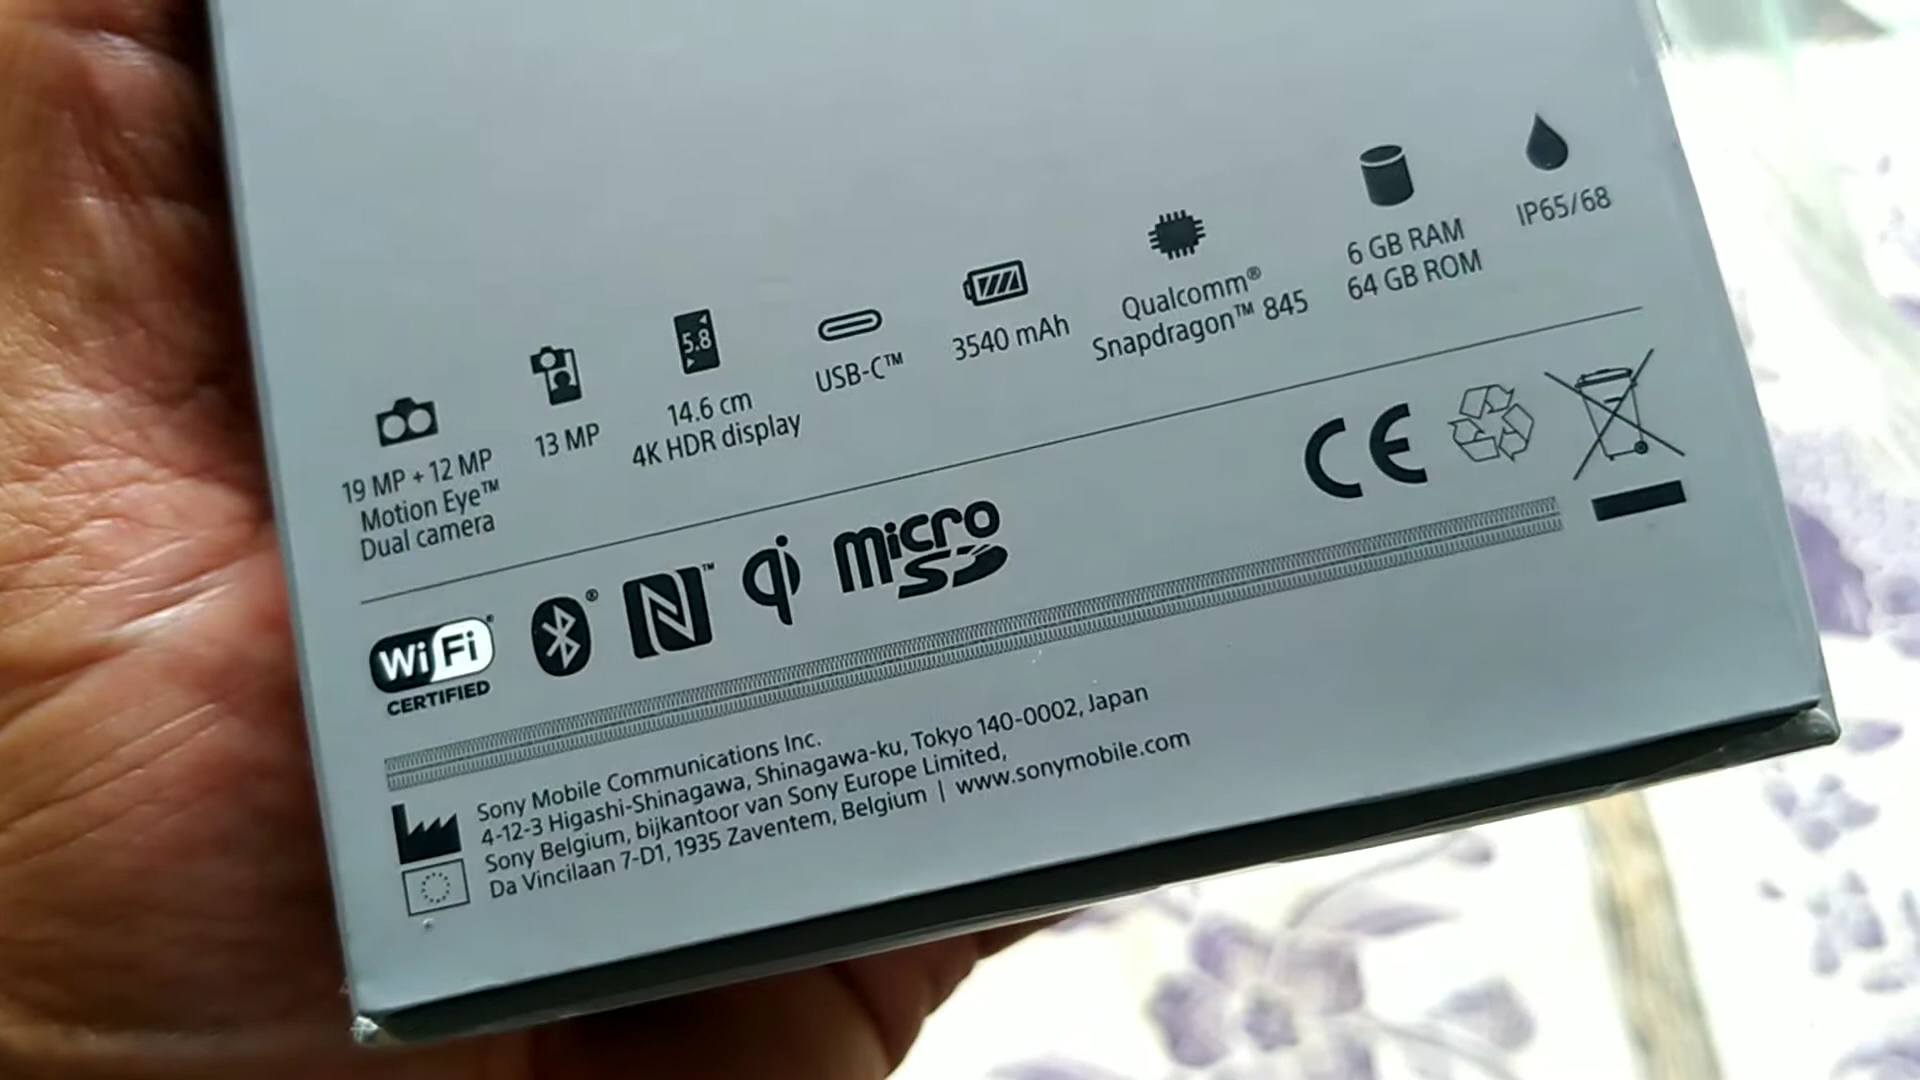 19 MP + 12 MP
Motion Eye™
Dual camera
13 MP
5.8
14.6 cm
4K HDR display
USB-C™
3540 mAh
Qualcomm®
Snapdragon™ 845
6 GB RAM
64 GB ROM
IP65/68
Wi Fi®
CERTIFIED
®
N™
qi
micro
SD
CE
Sony Mobile Communications Inc.
4-12-3 Higashi-Shinagawa, Shinagawa-ku, Tokyo 140-0002, Japan
Sony Belgium, bijkantoor van Sony Europe Limited,
Da Vincilaan 7-D1, 1935 Zaventem, Belgium | www.sonymobile.com